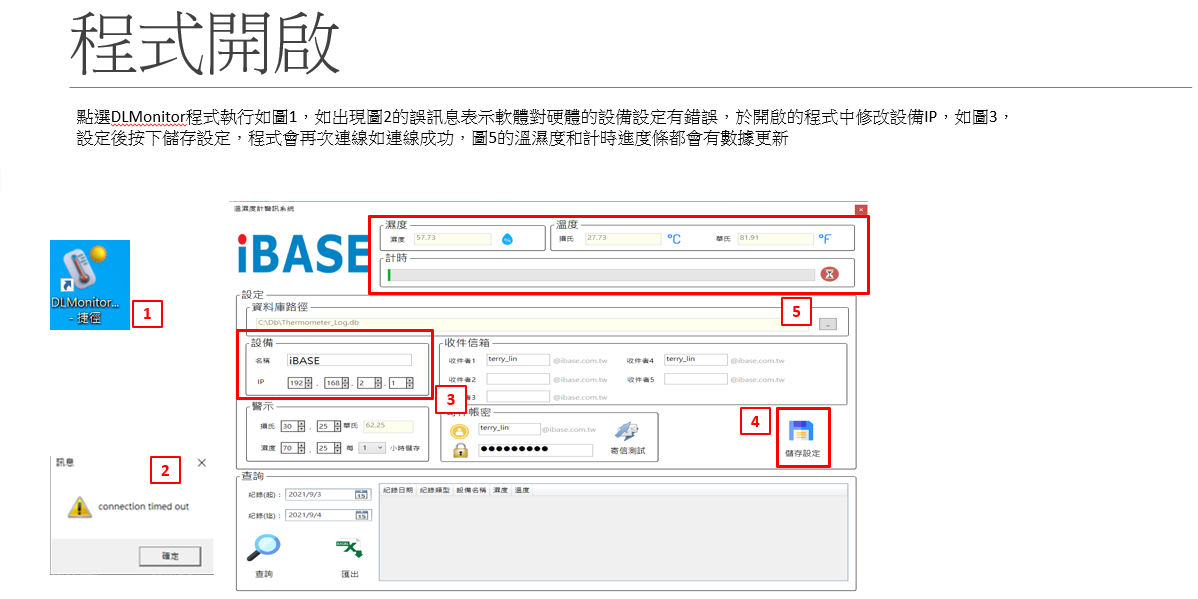 程式開啟
點選DLMonitor程式執行如圖1，如出現圖2的誤訊息表示軟體對硬體的設備設定有錯誤，於開啟的程式中修改設備IP，如圖3，
設定後按下儲存設定，程式會再次連線如連線成功，圖5的溫濕度和計時進度條都會有數據更新
DLMonitor...
- 捷徑
1
訊息
2
connection timed out
確定
溫濕度計警訊系統
iBASE
濕度
濕度 57.73 %
溫度
攝氏 27.73 °C 華氏 81.91 °F
計時
5
設定
資料庫路徑
C:\Db\Thermometer_Log.db
設備
名稱 iBASE
IP 192 . 168 . 2 . 1
3
收件信箱
收件者1 terry_lin @ibase.com.tw 收件者4 terry_lin @ibase.com.tw
收件者2 @ibase.com.tw 收件者5 @ibase.com.tw
者3 @ibase.com.tw
警示
攝氏 30 . 25 華氏 62.25
濕度 70 . 25 每 1 小時儲存
寄件帳密
terry_lin @ibase.com.tw
●●●●●●●●●
寄信測試
4
儲存設定
查詢
紀錄(起) : 2021/9/3 15
紀錄(迄) : 2021/9/4 15
查詢
匯出
紀錄日期 紀錄類型 設備名稱 濕度 溫度